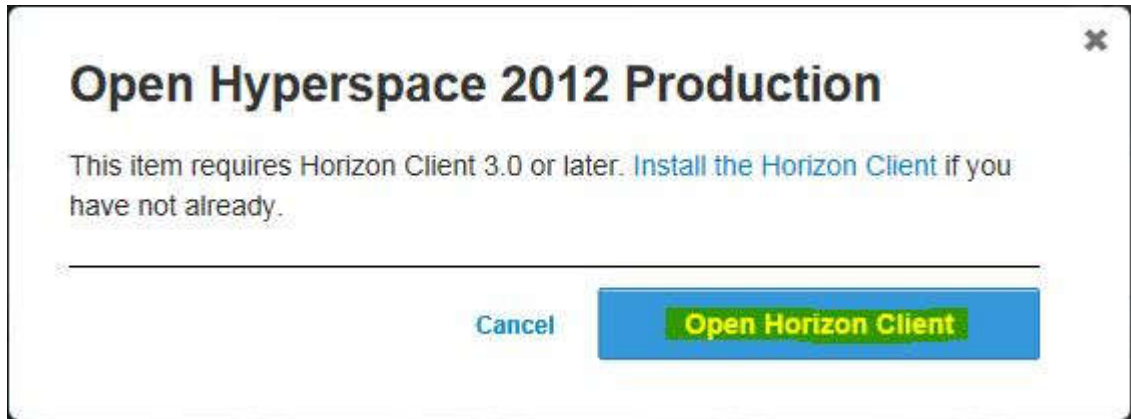 Open Hyperspace 2012 Production
This item requires Horizon Client 3.0 or later. Install the Horizon Client if you
have not already.
Cancel
Open Horizon Client